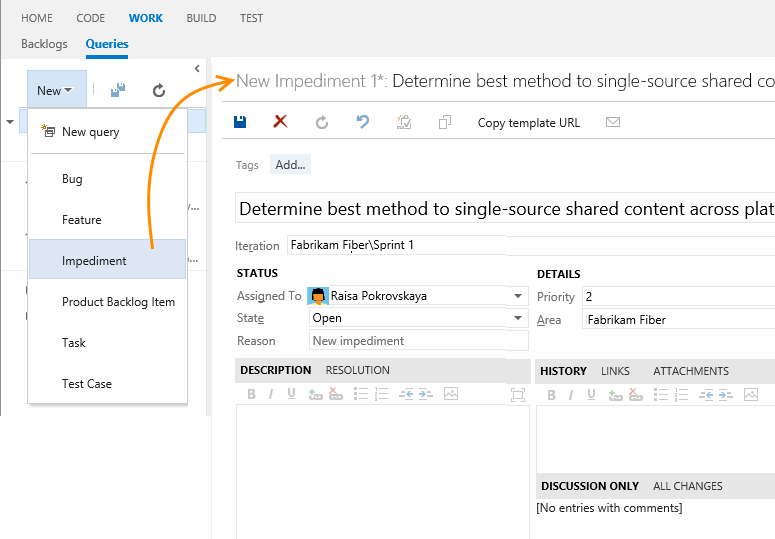 HOME CODE WORK BUILD TEST
Backlogs Queries
New
New query
Bug
Feature
Impediment
Product Backlog Item
Task
Test Case
New Impediment 1*: Determine best method to single-source shared co
Copy template URL
Tags Add...
Determine best method to single-source shared content across plat
Iteration Fabrikam Fiber\Sprint 1
STATUS
Assigned To Raisa Pokrovskaya
State Open
Reason New impediment
DETAILS
Priority 2
Area Fabrikam Fiber
DESCRIPTION RESOLUTION
B I U
HISTORY LINKS ATTACHMENTS
B I U
DISCUSSION ONLY ALL CHANGES
[No entries with comments]